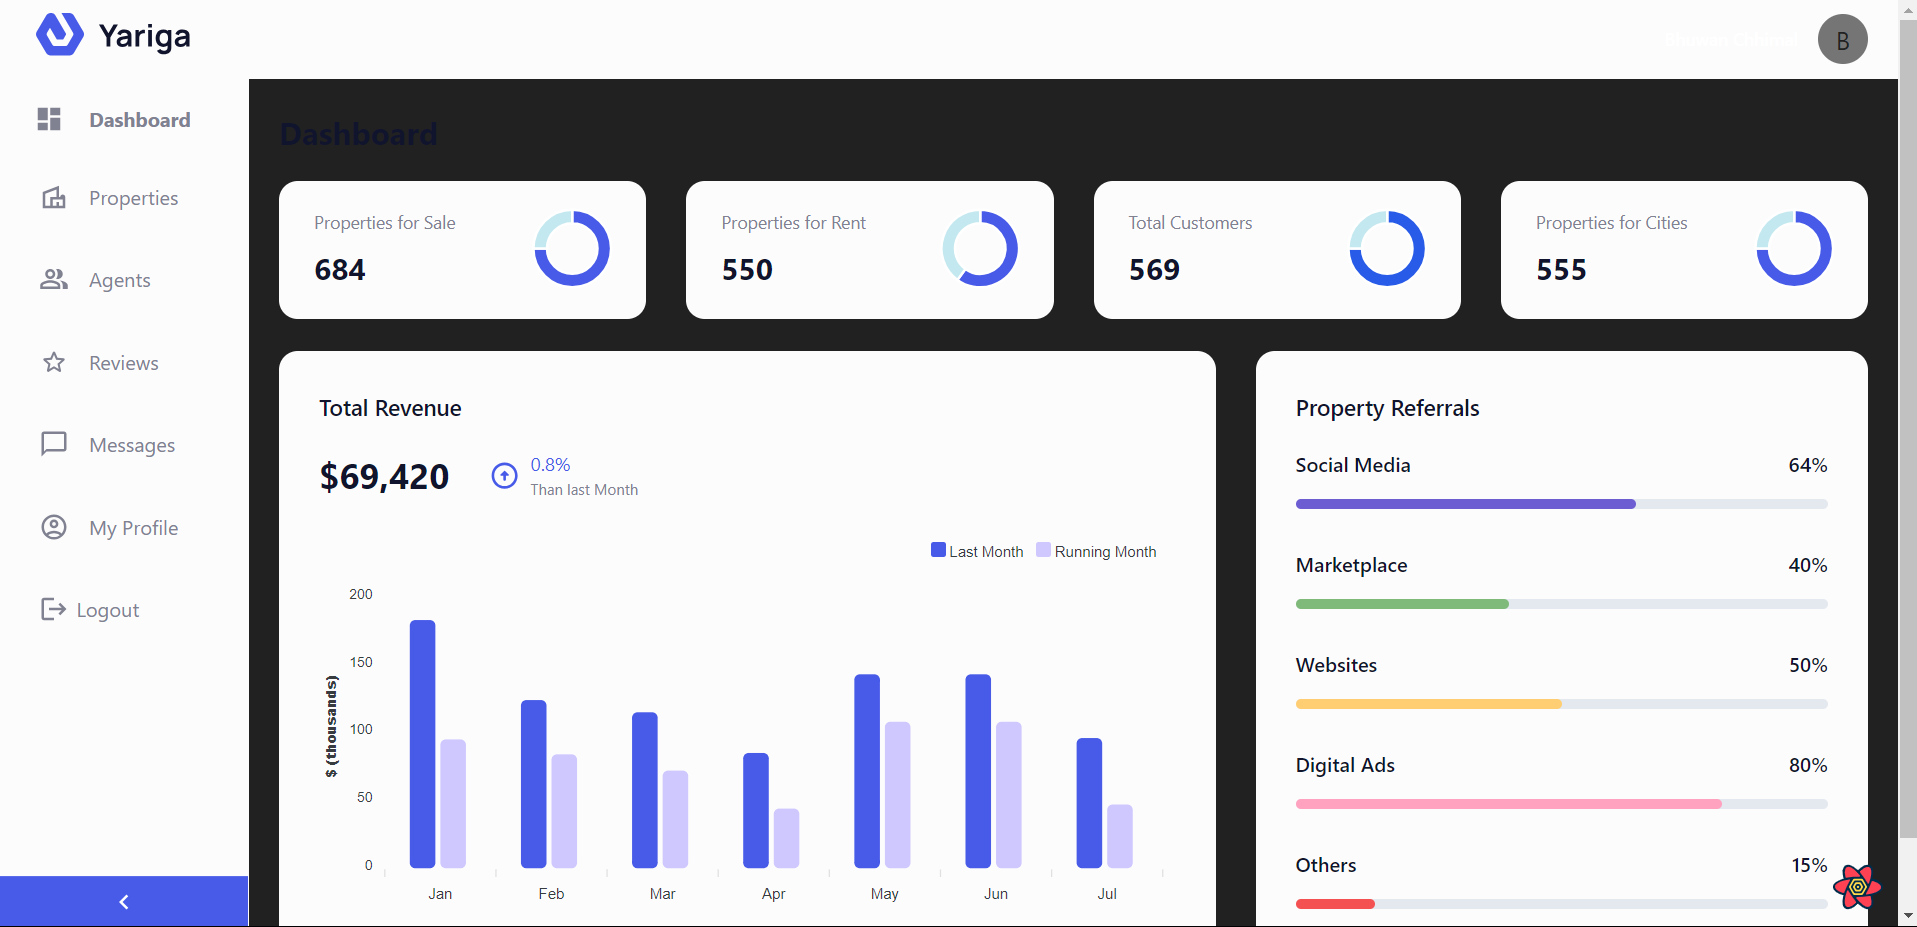 Yariga
B
Dashboard
Properties
Agents
Reviews
Messages
My Profile
Logout
Dashboard
Properties for Sale
684
Properties for Rent
550
Total Customers
569
Properties for Cities
555
Total Revenue
$69,420
0.8%
Than last Month
Last Month Running Month
$ (thousands)
200
150
100
50
0
Jan Feb Mar Apr May Jun Jul
Property Referrals
Social Media 64%
Marketplace 40%
Websites 50%
Digital Ads 80%
Others 15%